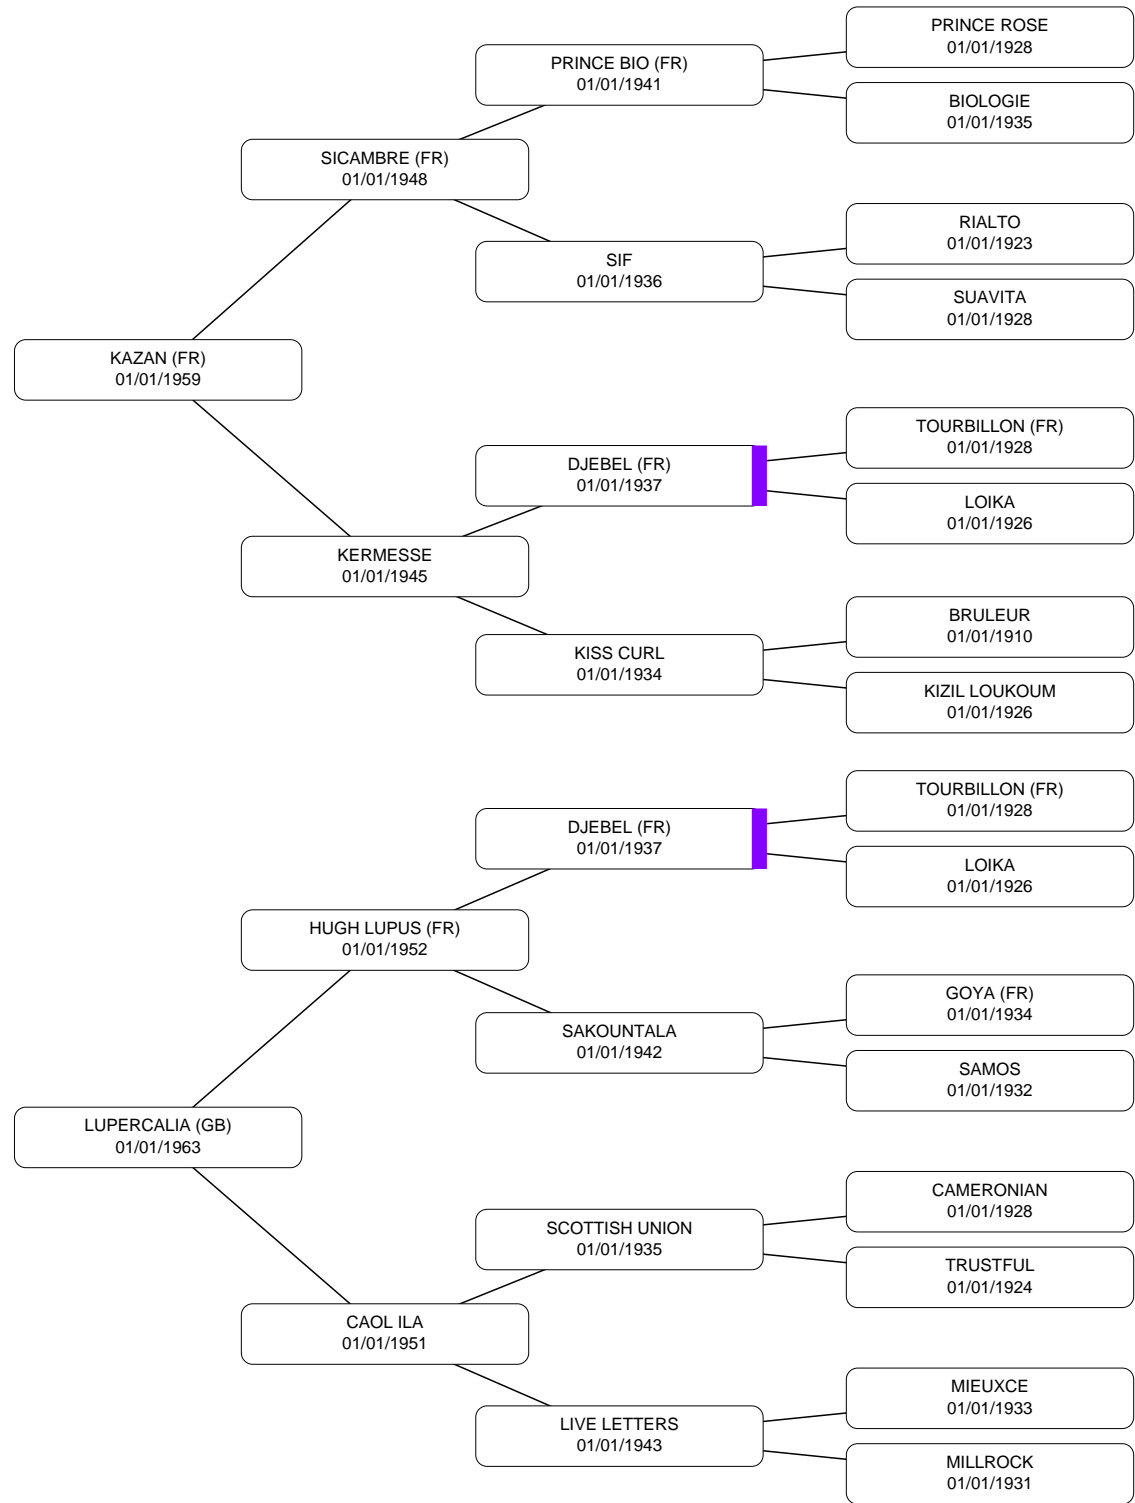 PRINCE ROSE
01/01/1928
PRINCE BIO (FR)
01/01/1941
BIOLOGIE
01/01/1935
SICAMBRE (FR)
01/01/1948
RIALTO
01/01/1923
SIF
01/01/1936
SUAVITA
01/01/1928
KAZAN (FR)
01/01/1959
TOURBILLON (FR)
01/01/1928
DJEBEL (FR)
01/01/1937
LOIKA
01/01/1926
KERMESSE
01/01/1945
BRULEUR
01/01/1910
KISS CURL
01/01/1934
KIZIL LOUKOUM
01/01/1926
TOURBILLON (FR)
01/01/1928
DJEBEL (FR)
01/01/1937
LOIKA
01/01/1926
HUGH LUPUS (FR)
01/01/1952
GOYA (FR)
01/01/1934
SAKOUNTALA
01/01/1942
SAMOS
01/01/1932
LUPERCALIA (GB)
01/01/1963
CAMERONIAN
01/01/1928
SCOTTISH UNION
01/01/1935
TRUSTFUL
01/01/1924
CAOL ILA
01/01/1951
MIEUXCE
01/01/1933
LIVE LETTERS
01/01/1943
MILLROCK
01/01/1931